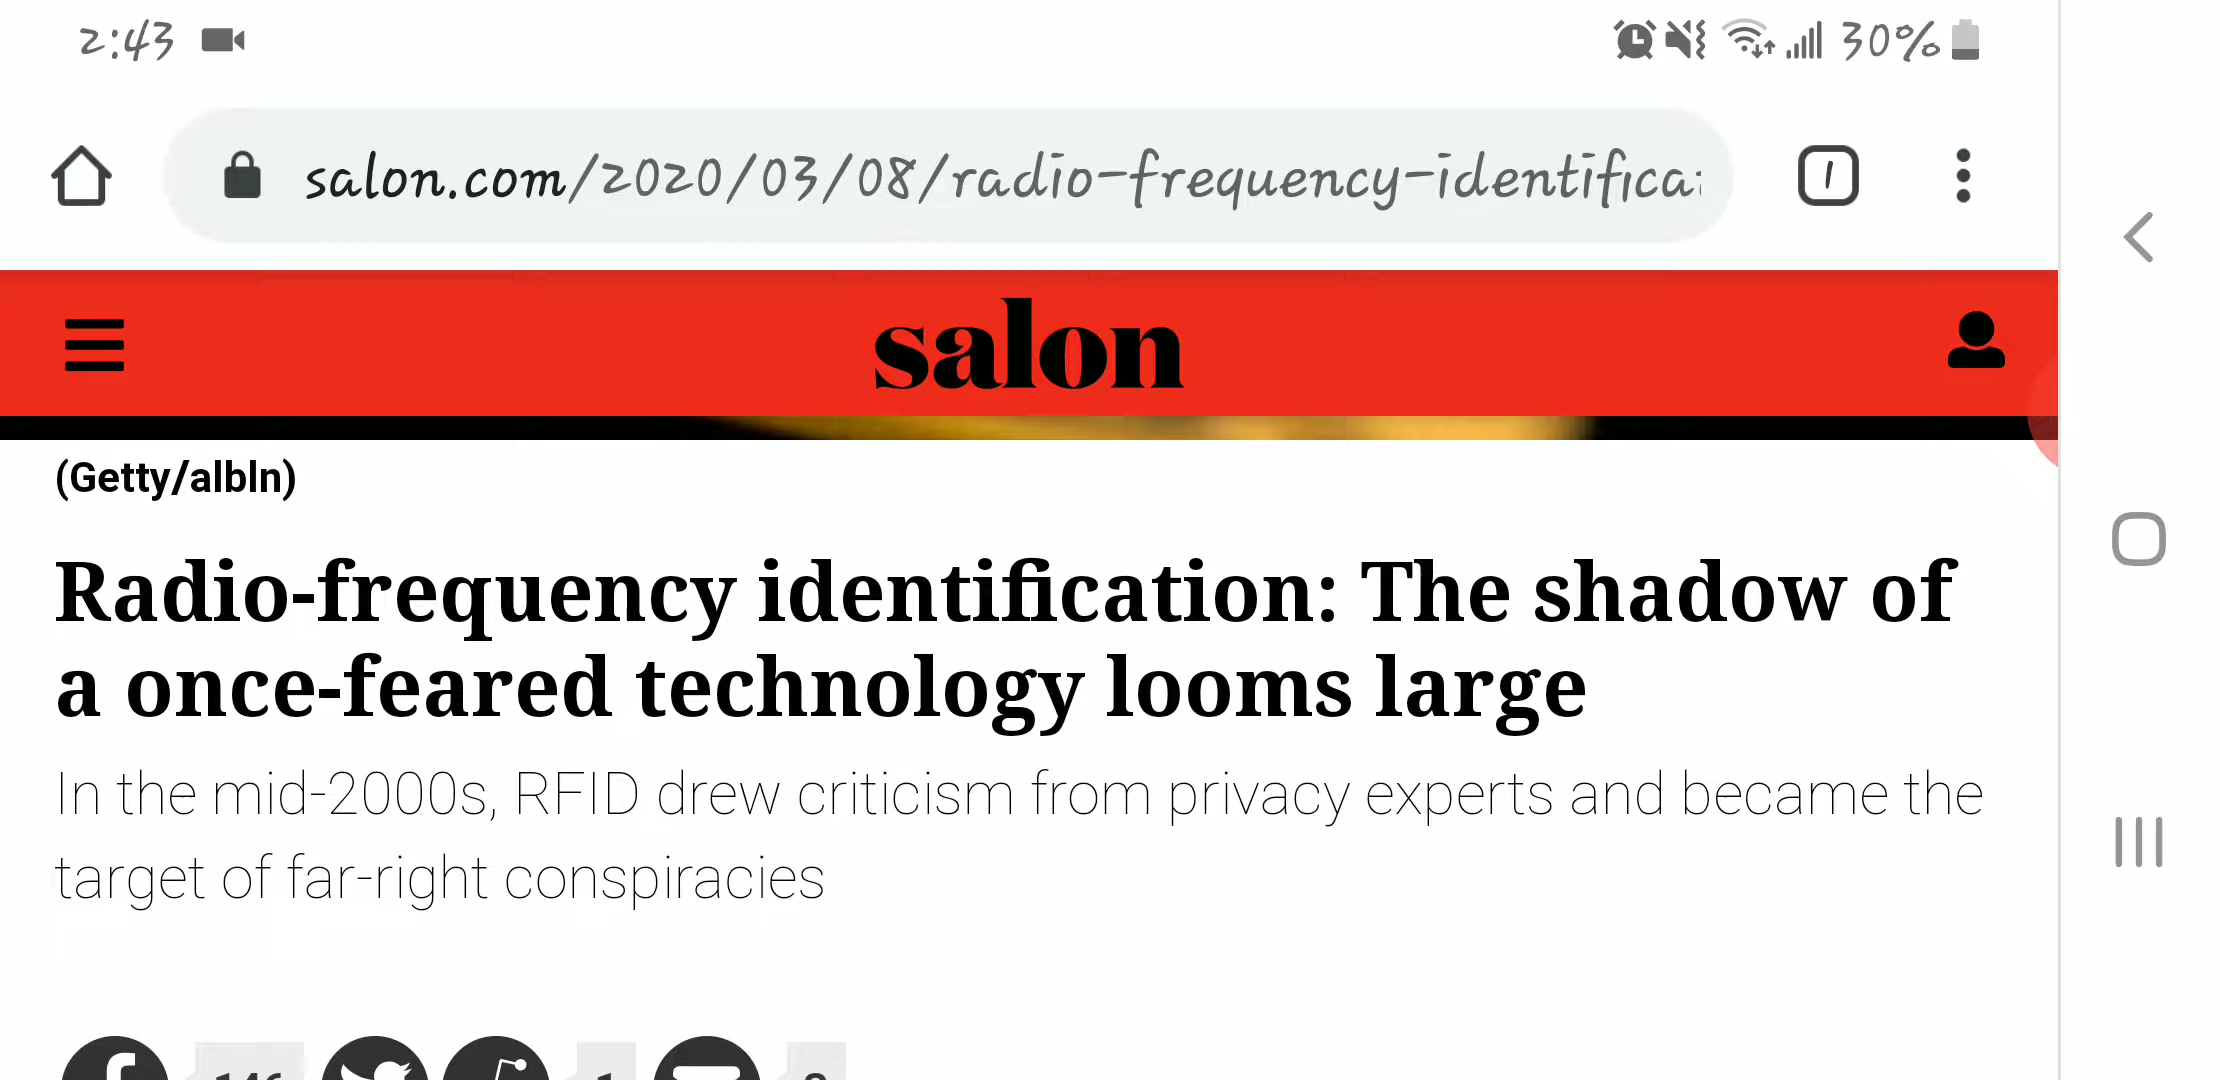 2:43
30%
salon.com/2020/03/08/radio-frequency-identifica
1
salon
(Getty/albln)
Radio-frequency identification: The shadow of
a once-feared technology looms large
In the mid-2000s, RFID drew criticism from privacy experts and became the
target of far-right conspiracies